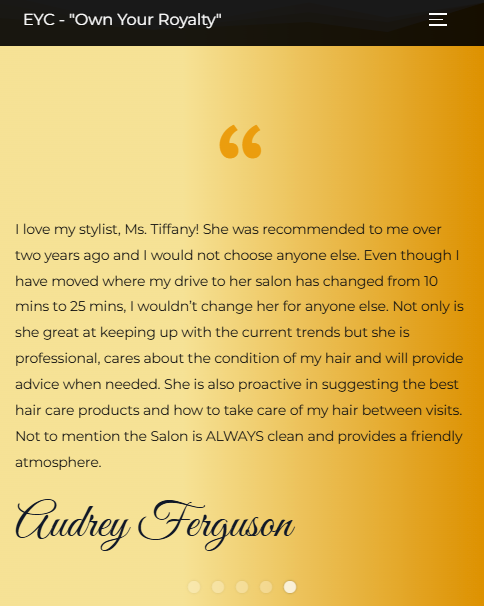 EYC - "Own Your Royalty"
“
I love my stylist, Ms. Tiffany! She was recommended to me over
two years ago and I would not choose anyone else. Even though I
have moved where my drive to her salon has changed from 10
mins to 25 mins, I wouldn’t change her for anyone else. Not only is
she great at keeping up with the current trends but she is
professional, cares about the condition of my hair and will provide
advice when needed. She is also proactive in suggesting the best
hair care products and how to take care of my hair between visits.
Not to mention the Salon is ALWAYS clean and provides a friendly
atmosphere.
Audrey Ferguson